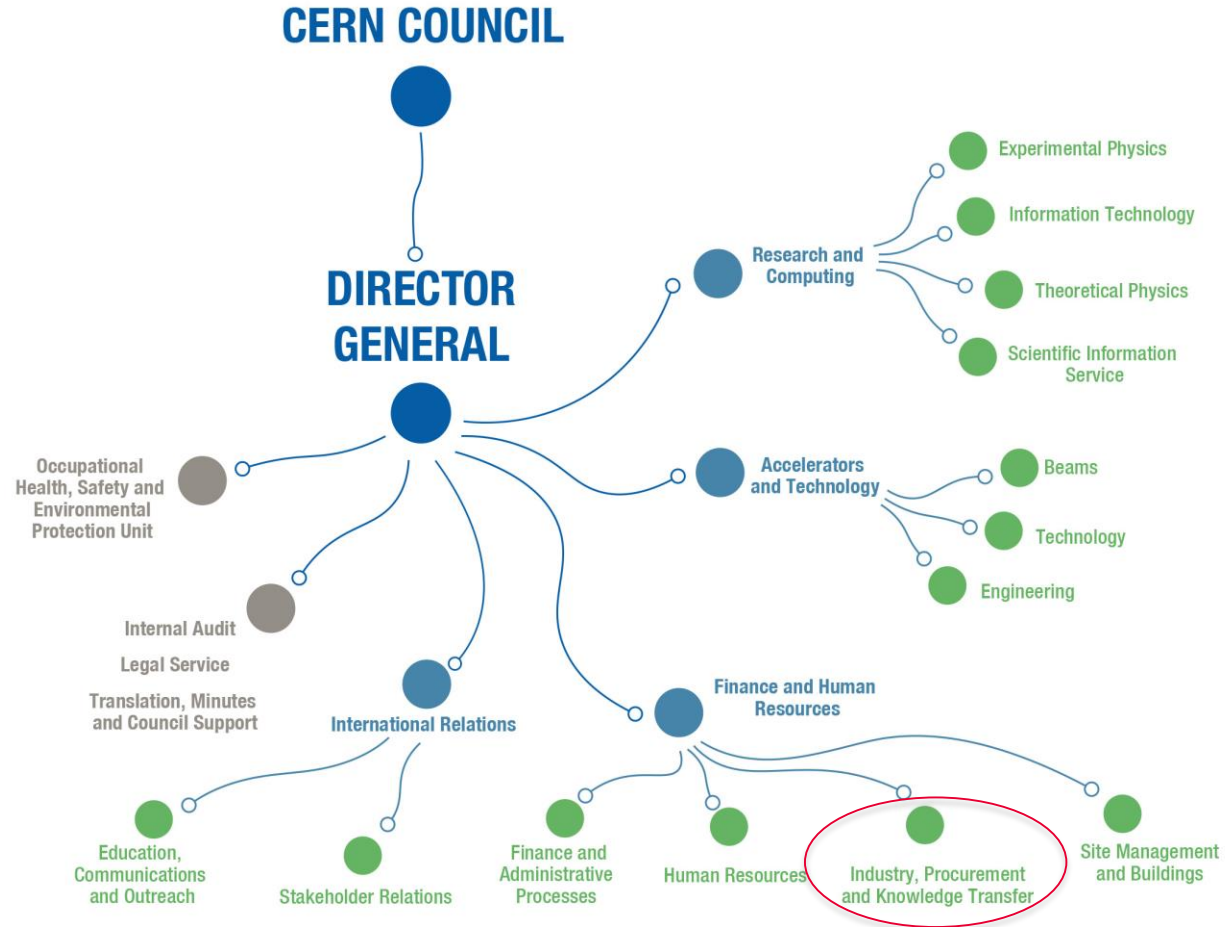 CERN COUNCIL
DIRECTOR
GENERAL
Research and
Computing
Experimental Physics
Information Technology
Theoretical Physics
Scientific Information
Service
Accelerators
and Technology
Beams
Technology
Engineering
Occupational
Health, Safety and
Environmental
Protection Unit
Internal Audit
Legal Service
Translation, Minutes
and Council Support
International Relations
Finance and Human
Resources
Education,
Communications
and Outreach
Stakeholder Relations
Finance and
Administrative
Processes
Human Resources
Industry, Procurement
and Knowledge Transfer
Site Management
and Buildings